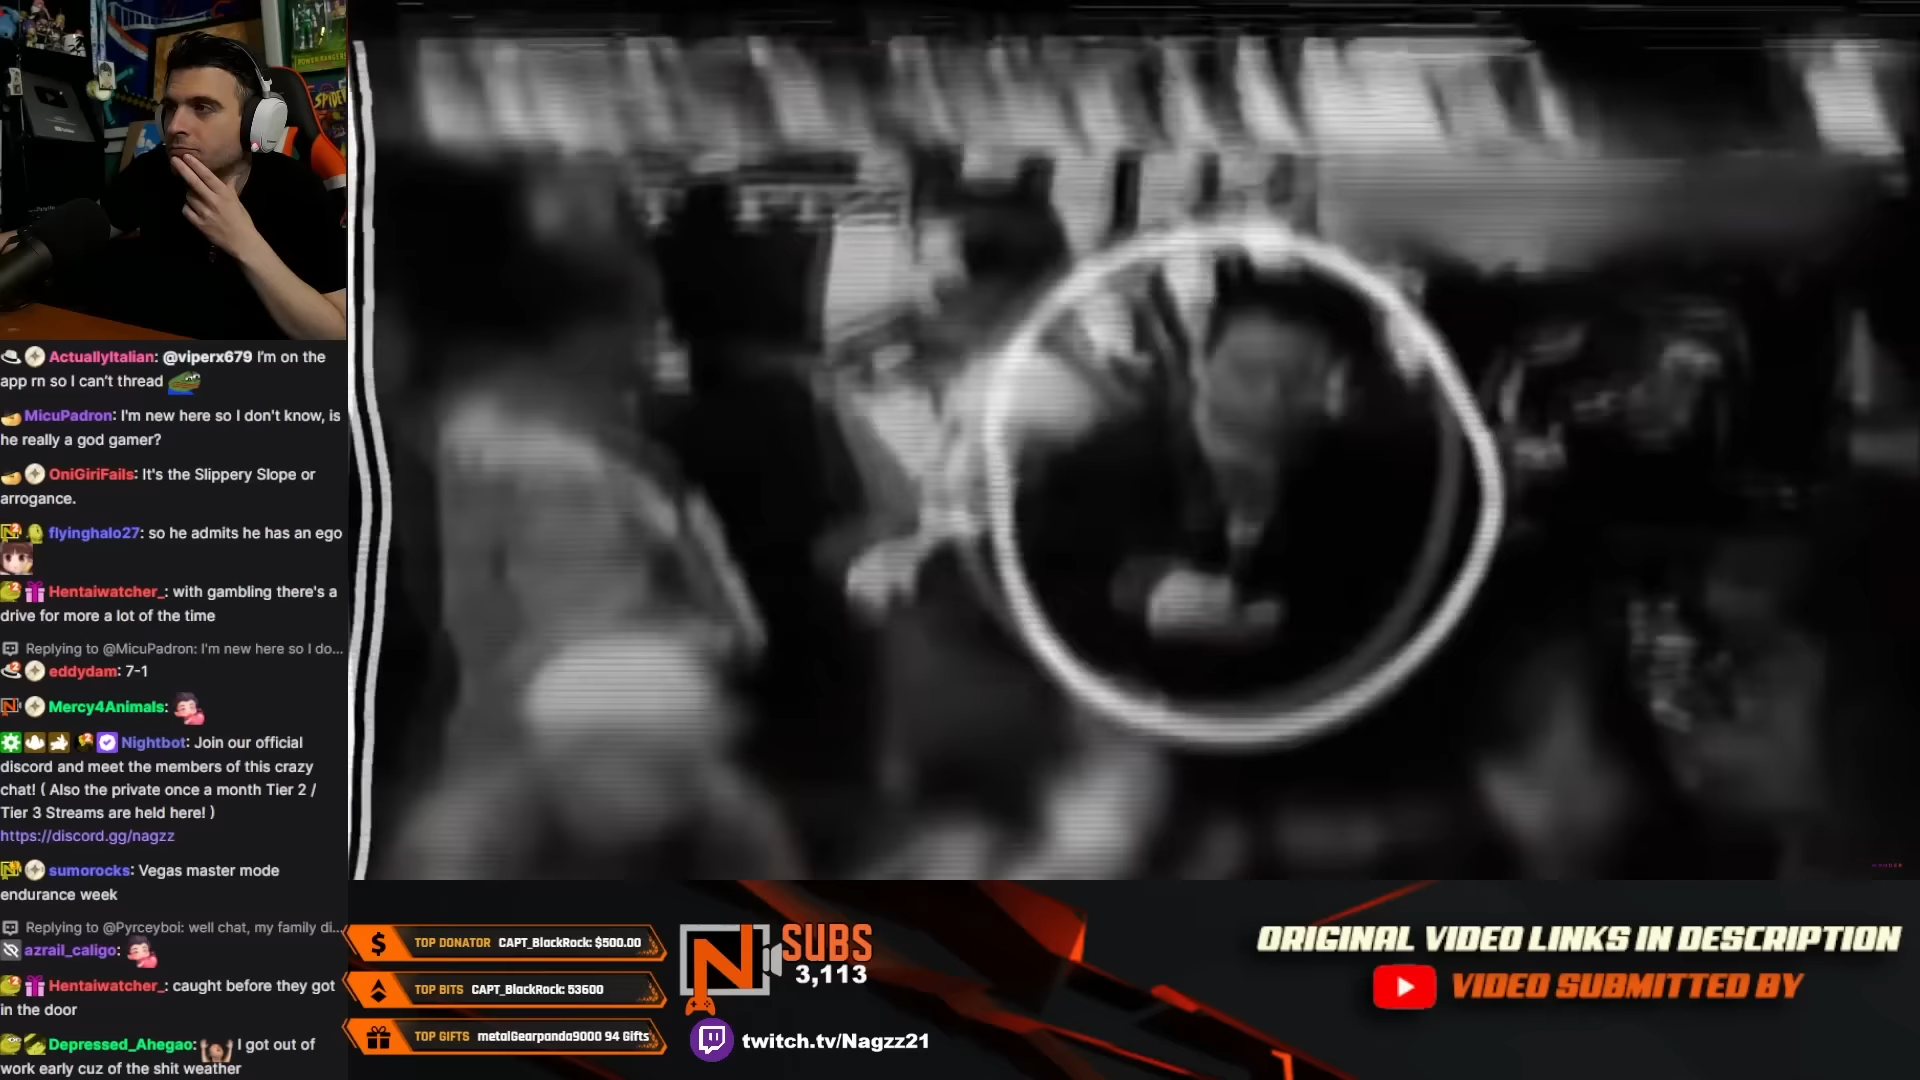 POWER RANGERS
SPIDER
ActuallyItalian: @viperx679 I'm on the
app rn so I can't thread
MicuPadron: I'm new here so I don't know, is
he really a god gamer?
OniGiriFails: It's the Slippery Slope or
arrogance.
flyinghalo27: so he admits he has an ego
Hentaiwatcher_: with gambling there's a
drive for more a lot of the time
Replying to @MicuPadron: I'm new here so I do...
eddydam: 7-1
Mercy4Animals:
Nightbot: Join our official
discord and meet the members of this crazy
chat! ( Also the private once a month Tier 2 /
Tier 3 Streams are held here! )
https://discord.gg/nagzz
sumorocks: Vegas master mode
endurance week
Replying to @Pyrceyboi: well chat, my family di...
azrail_caligo:
Hentaiwatcher_: caught before they got
in the door
Depressed_Ahegao: I got out of
work early cuz of the shit weather
TOP DONATOR CAPT_BlackRock: $500.00
TOP BITS CAPT_BlackRock: 53600
TOP GIFTS metalGearpanda9000 94 Gifts
N SUBS
3,113
twitch.tv/Nagzz21
ORIGINAL VIDEO LINKS IN DESCRIPTION
VIDEO SUBMITTED BY